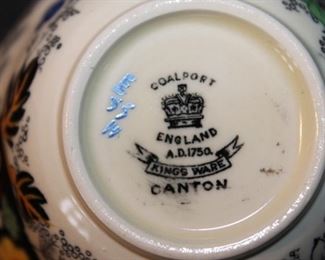 COALPORT
ENGLAND
A.D. 1750.
KINGS WARE
CANTON